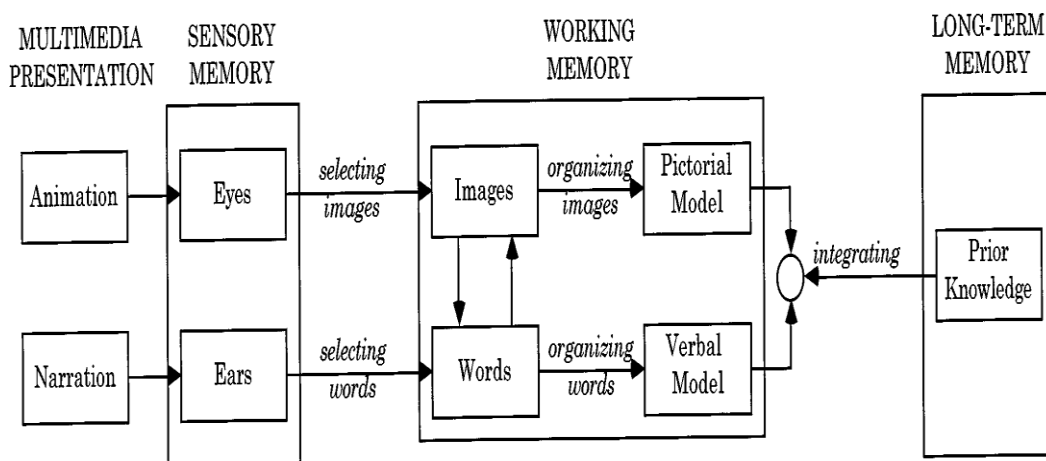 MULTIMEDIA
PRESENTATION
SENSORY
MEMORY
WORKING
MEMORY
LONG-TERM
MEMORY
Animation
Eyes
selecting
images
Images
organizing
images
Pictorial
Model
integrating
Prior
Knowledge
Narration
Ears
selecting
words
Words
organizing
words
Verbal
Model